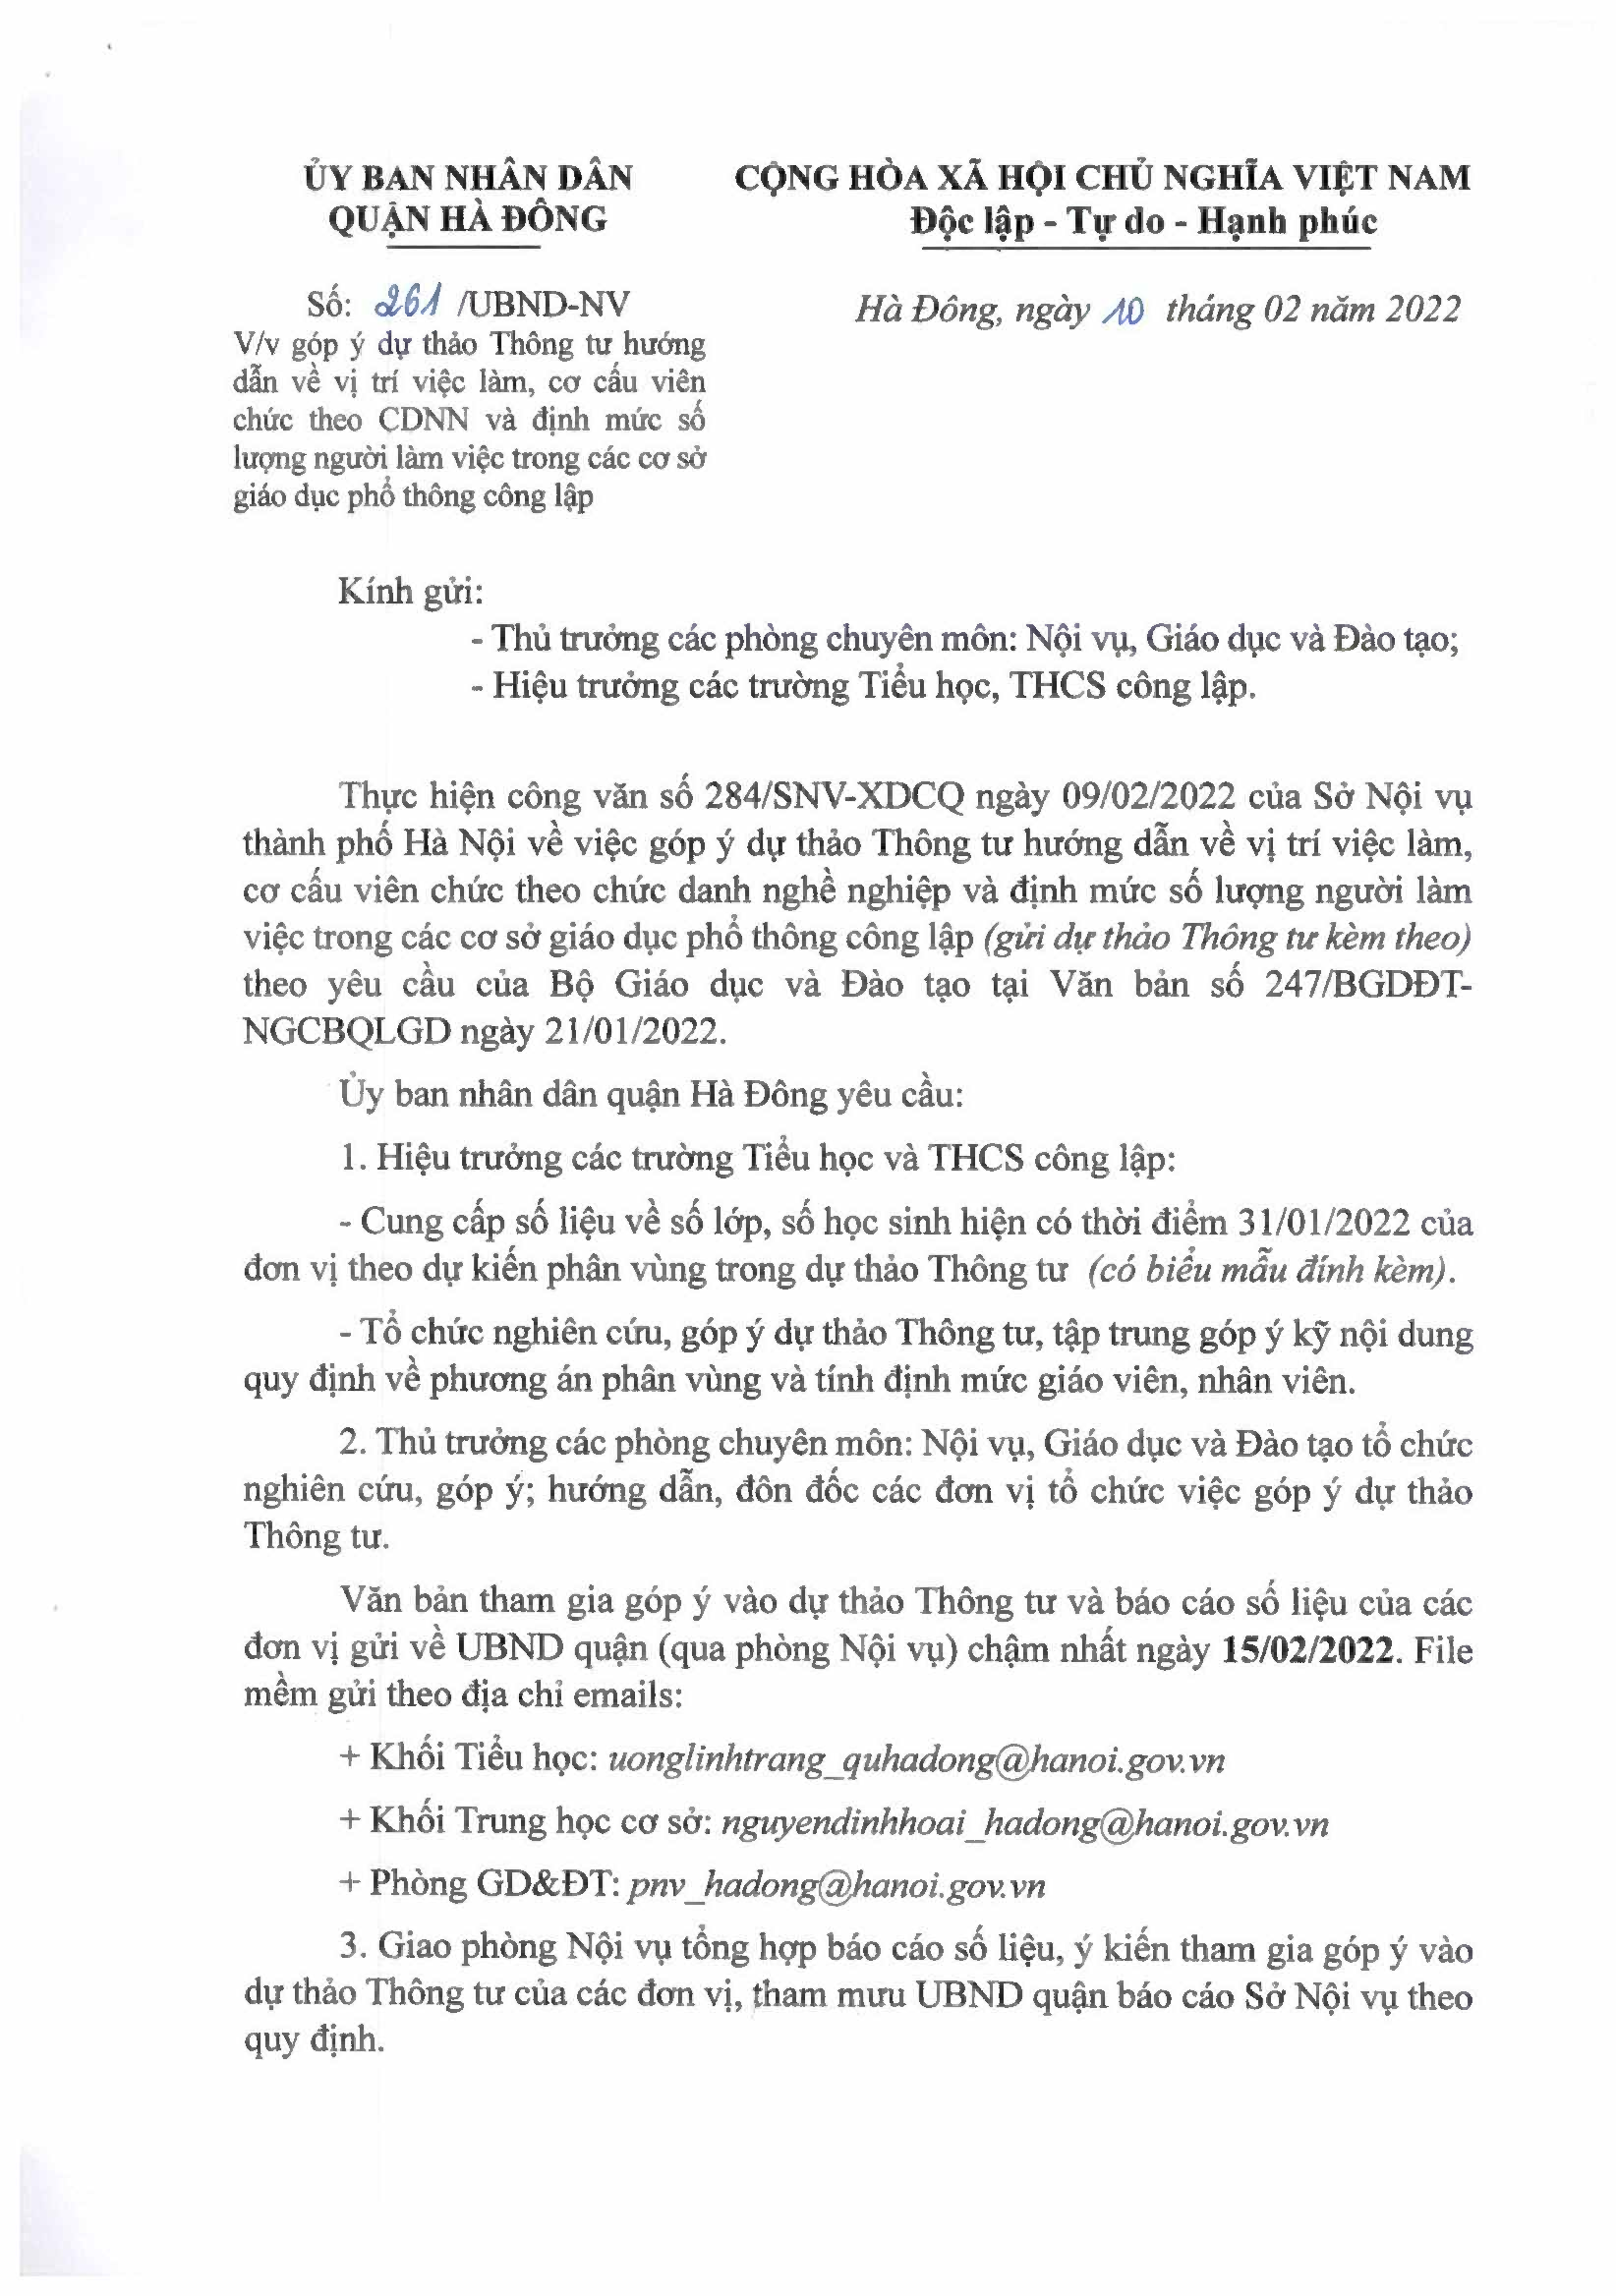 ỦY BAN NHÂN DÂN
QUẬN HÀ ĐÔNG
CỘNG HÒA XÃ HỘI CHỦ NGHĨA VIỆT NAM
Độc lập - Tự do - Hạnh phúc
Số: 261 /UBND-NV
Hà Đông, ngày 10 tháng 02 năm 2022
V/v góp ý dự thảo Thông tư hướng
dẫn về vị trí việc làm, cơ cấu viên
chức theo CDNN và định mức số
lượng người làm việc trong các cơ sở
giáo dục phổ thông công lập
Kính gửi:
- Thủ trưởng các phòng chuyên môn: Nội vụ, Giáo dục và Đào tạo;
- Hiệu trưởng các trường Tiểu học, THCS công lập.
Thực hiện công văn số 284/SNV-XDCQ ngày 09/02/2022 của Sở Nội vụ
thành phố Hà Nội về việc góp ý dự thảo Thông tư hướng dẫn về vị trí việc làm,
cơ cấu viên chức theo chức danh nghề nghiệp và định mức số lượng người làm
việc trong các cơ sở giáo dục phổ thông công lập (gửi dự thảo Thông tư kèm theo)
theo yêu cầu của Bộ Giáo dục và Đào tạo tại Văn bản số 247/BGDĐT-
NGCBQLGD ngày 21/01/2022.
Ủy ban nhân dân quận Hà Đông yêu cầu:
1. Hiệu trưởng các trường Tiểu học và THCS công lập:
- Cung cấp số liệu về số lớp, số học sinh hiện có thời điểm 31/01/2022 của
đơn vị theo dự kiến phân vùng trong dự thảo Thông tư (có biểu mẫu đính kèm).
- Tổ chức nghiên cứu, góp ý dự thảo Thông tư, tập trung góp ý kỹ nội dung
quy định về phương án phân vùng và tính định mức giáo viên, nhân viên.
2. Thủ trưởng các phòng chuyên môn: Nội vụ, Giáo dục và Đào tạo tổ chức
nghiên cứu, góp ý; hướng dẫn, đôn đốc các đơn vị tổ chức việc góp ý dự thảo
Thông tư.
Văn bản tham gia góp ý vào dự thảo Thông tư và báo cáo số liệu của các
đơn vị gửi về UBND quận (qua phòng Nội vụ) chậm nhất ngày 15/02/2022. File
mềm gửi theo địa chỉ emails:
+ Khối Tiểu học: uonglinhtrang_quhadong@hanoi.gov.vn
+ Khối Trung học cơ sở: nguyendinhhoai_hadong@hanoi.gov.vn
+ Phòng GD&ĐT: pnv_hadong@hanoi.gov.vn
3. Giao phòng Nội vụ tổng hợp báo cáo số liệu, ý kiến tham gia góp ý vào
dự thảo Thông tư của các đơn vị, tham mưu UBND quận báo cáo Sở Nội vụ theo
quy định.